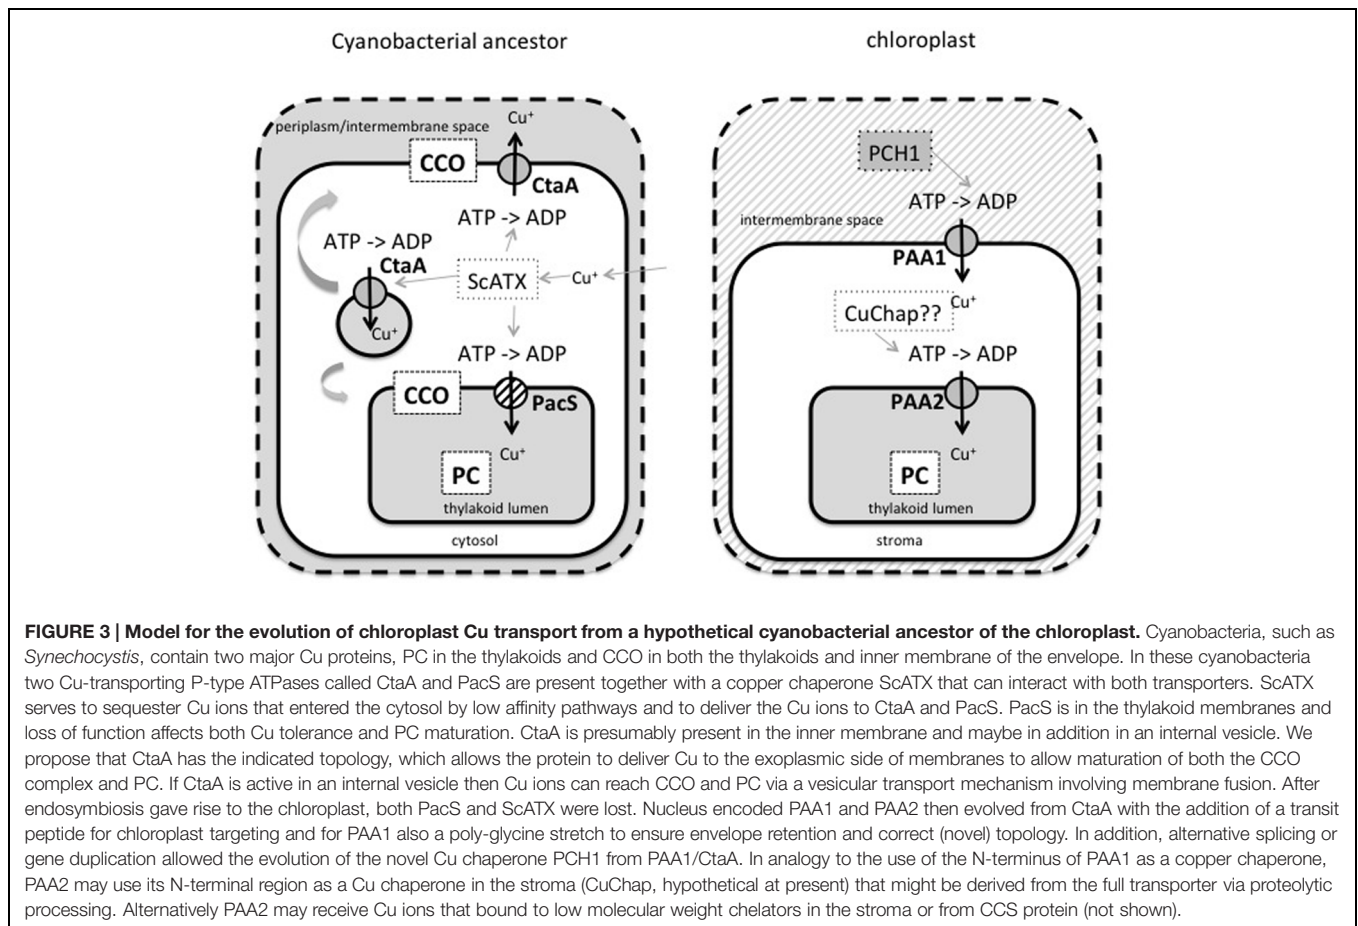 Cyanobacterial ancestor
periplasm/intermembrane space
Cu⁺
CCO
CtaA
ATP -> ADP
ATP -> ADP
CtaA
ScATX
Cu⁺
Cu⁺
ATP -> ADP
CCO
PacS
Cu⁺
PC
thylakoid lumen
cytosol
chloroplast
PCH1
ATP -> ADP
intermembrane space
PAA1
Cu⁺
CuChap??
ATP -> ADP
PAA2
Cu⁺
PC
thylakoid lumen
stroma
FIGURE 3 | Model for the evolution of chloroplast Cu transport from a hypothetical cyanobacterial ancestor of the chloroplast. Cyanobacteria, such as
Synechocystis, contain two major Cu proteins, PC in the thylakoids and CCO in both the thylakoids and inner membrane of the envelope. In these cyanobacteria
two Cu-transporting P-type ATPases called CtaA and PacS are present together with a copper chaperone ScATX that can interact with both transporters. ScATX
serves to sequester Cu ions that entered the cytosol by low affinity pathways and to deliver the Cu ions to CtaA and PacS. PacS is in the thylakoid membranes and
loss of function affects both Cu tolerance and PC maturation. CtaA is presumably present in the inner membrane and maybe in addition in an internal vesicle. We
propose that CtaA has the indicated topology, which allows the protein to deliver Cu to the exoplasmic side of membranes to allow maturation of both the CCO
complex and PC. If CtaA is active in an internal vesicle then Cu ions can reach CCO and PC via a vesicular transport mechanism involving membrane fusion. After
endosymbiosis gave rise to the chloroplast, both PacS and ScATX were lost. Nucleus encoded PAA1 and PAA2 then evolved from CtaA with the addition of a transit
peptide for chloroplast targeting and for PAA1 also a poly-glycine stretch to ensure envelope retention and correct (novel) topology. In addition, alternative splicing or
gene duplication allowed the evolution of the novel Cu chaperone PCH1 from PAA1/CtaA. In analogy to the use of the N-terminus of PAA1 as a copper chaperone,
PAA2 may use its N-terminal region as a Cu chaperone in the stroma (CuChap, hypothetical at present) that might be derived from the full transporter via proteolytic
processing. Alternatively PAA2 may receive Cu ions that bound to low molecular weight chelators in the stroma or from CCS protein (not shown).